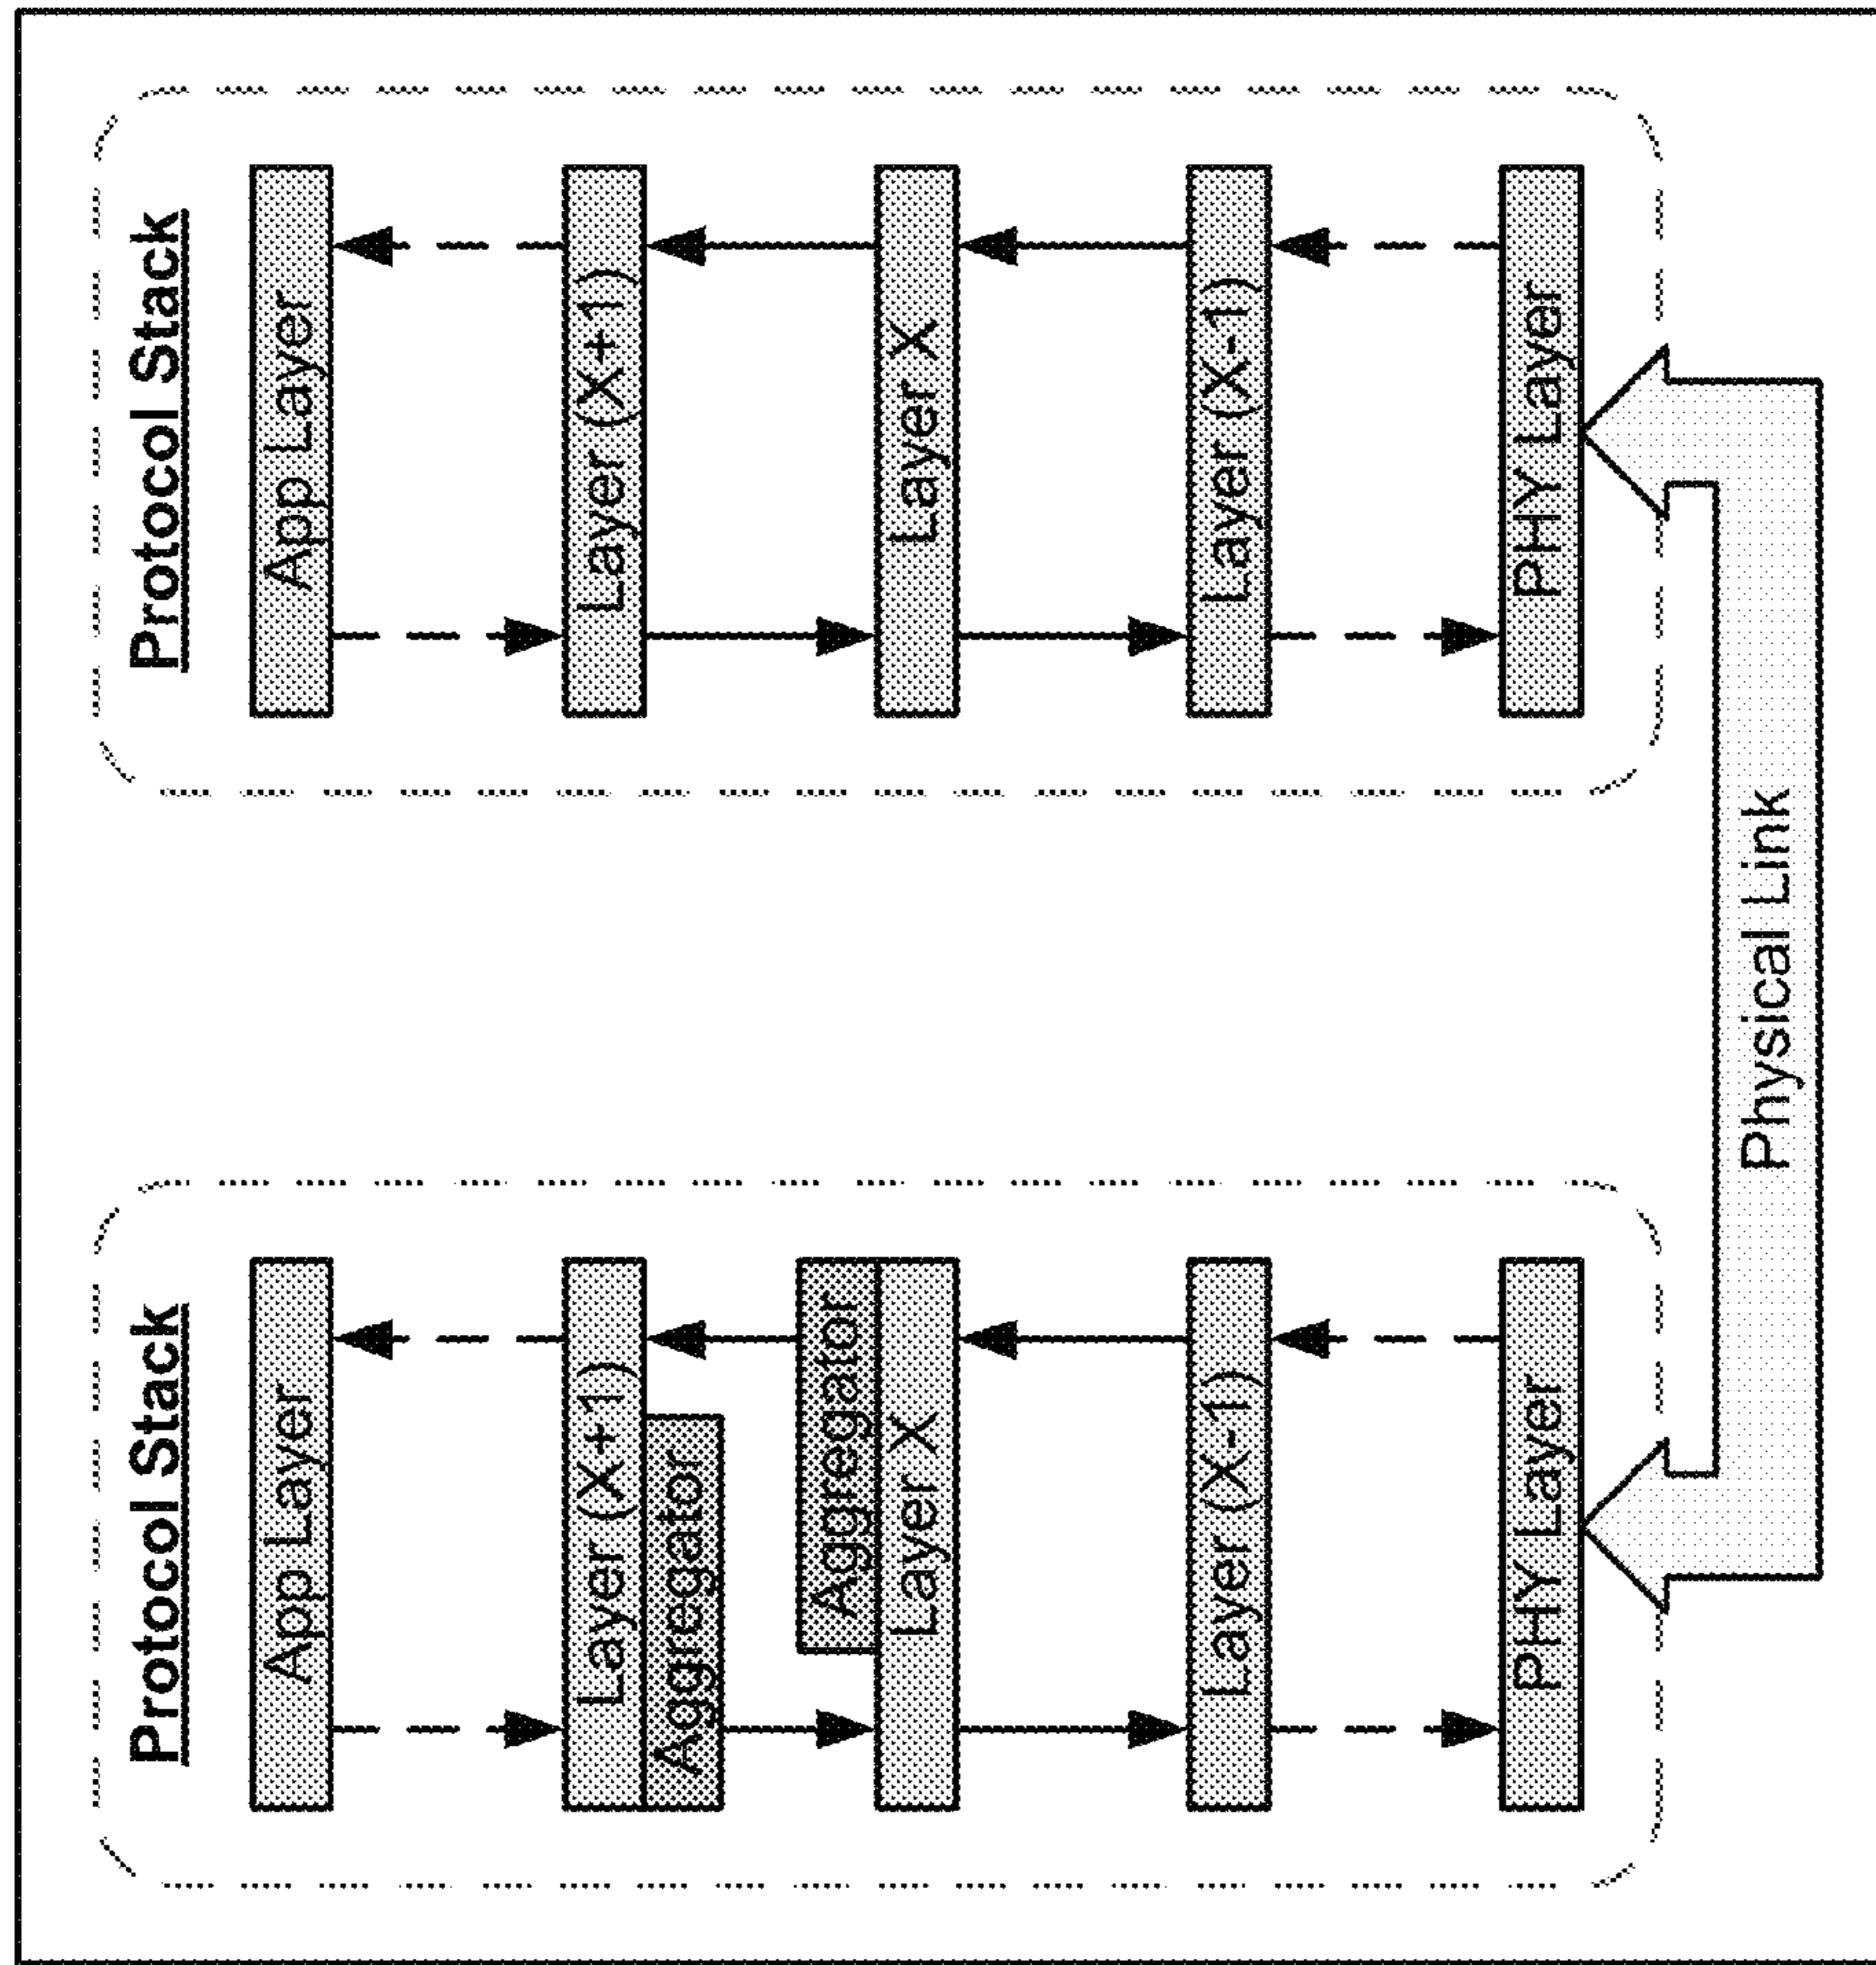 Protocol Stack
App Layer
Layer (X+1)
Aggregator
Aggregator
Layer X
Layer (X-1)
PHY Layer
Protocol Stack
App Layer
Layer (X+1)
Layer X
Layer (X-1)
PHY Layer
Physical Link